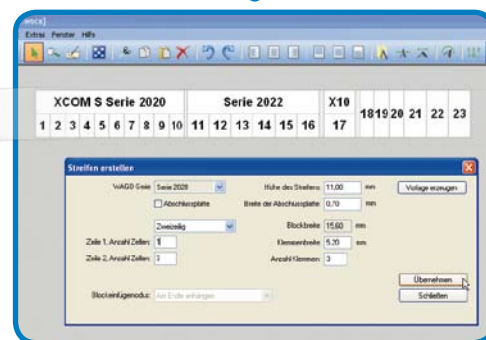 Extras Fenster Hilfe
XCOM S Serie 2020 Serie 2022 X10
1 2 3 4 5 6 7 8 9 10 11 12 13 14 15 16 17 18 19 20 21 22 23
Streifen erstellen
WAGO Serie Serie 2020 Höhe des Streifens 11,00 mm Vorlage erzeugen
Abschlussplatte Breite der Abschlussplatte 0,70 mm
Zweizeilig Blockbreite 15,60 mm
Zeile 1, Anzahl Zellen: 1 Klemmenbreite 5,20 mm
Zeile 2, Anzahl Zellen: 3 Anzahl Klemmen 3
Übernehmen
Blockeinfügemodus: Am Ende anhängen Schließen